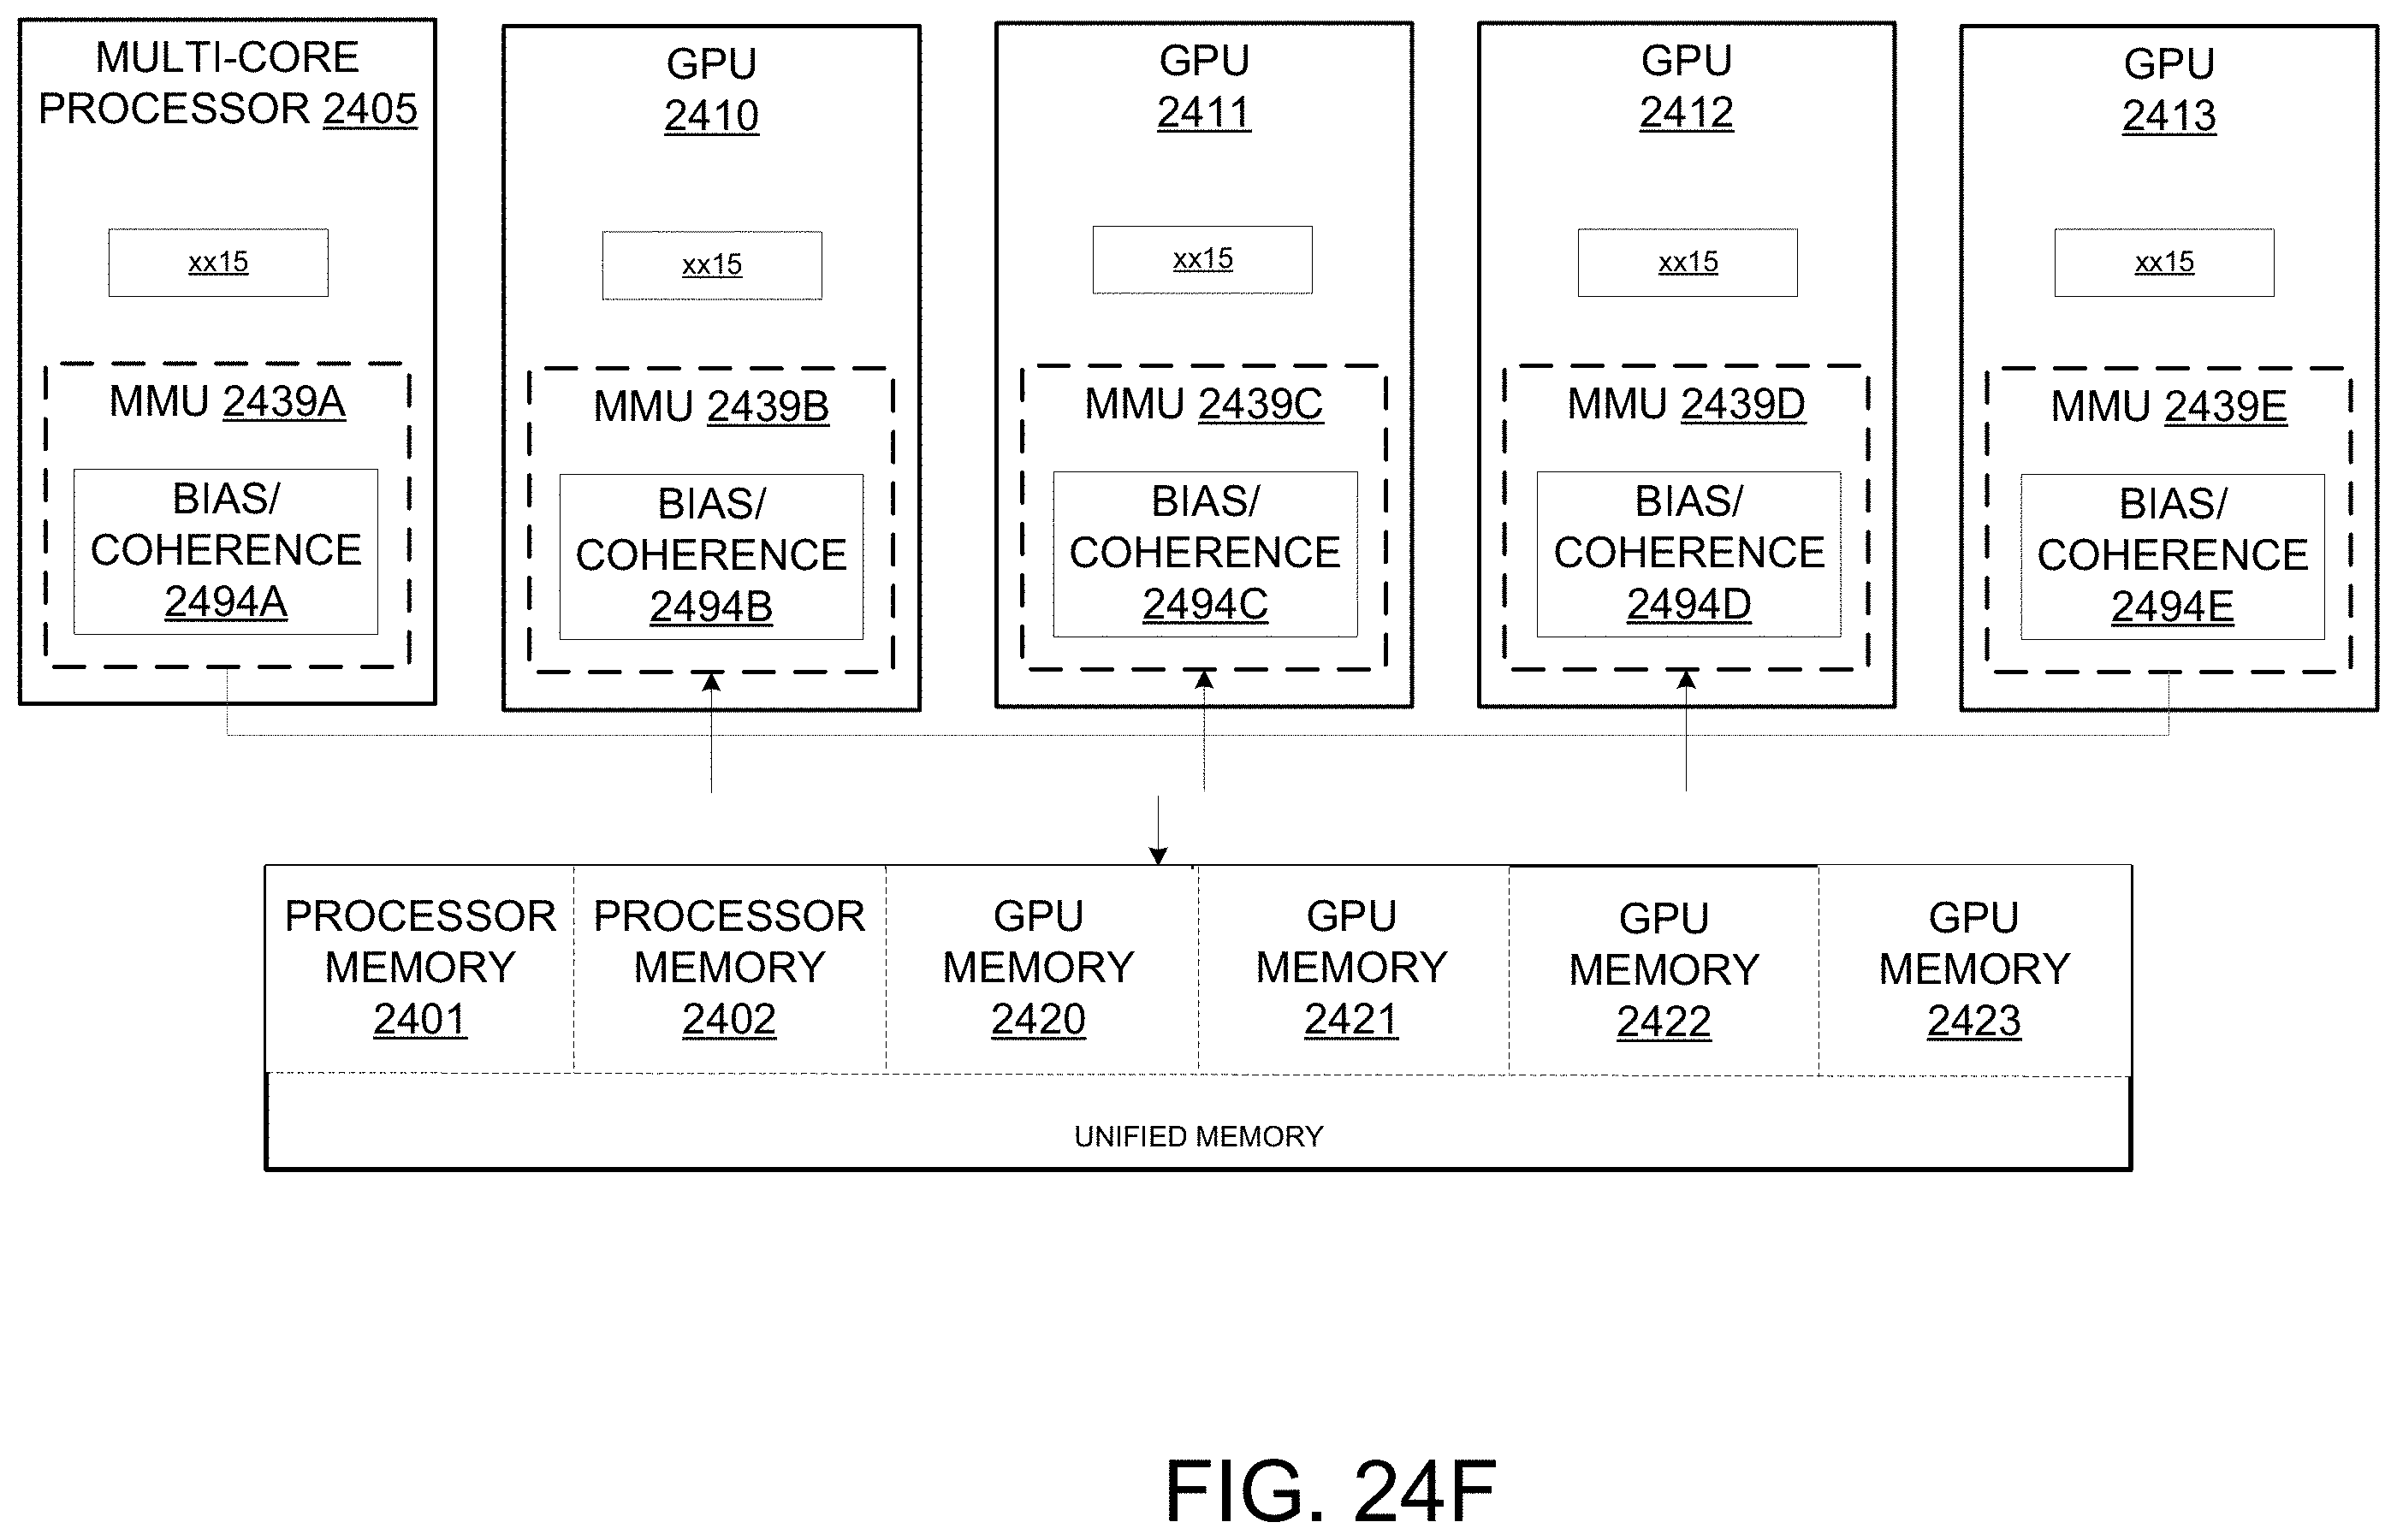 MULTI-CORE
PROCESSOR 2405
xx15
MMU 2439A
BIAS/
COHERENCE
2494A
GPU
2410
xx15
MMU 2439B
BIAS/
COHERENCE
2494B
GPU
2411
xx15
MMU 2439C
BIAS/
COHERENCE
2494C
GPU
2412
xx15
MMU 2439D
BIAS/
COHERENCE
2494D
GPU
2413
xx15
MMU 2439E
BIAS/
COHERENCE
2494E
PROCESSOR
MEMORY
2401
PROCESSOR
MEMORY
2402
GPU
MEMORY
2420
GPU
MEMORY
2421
GPU
MEMORY
2422
GPU
MEMORY
2423
UNIFIED MEMORY
FIG. 24F